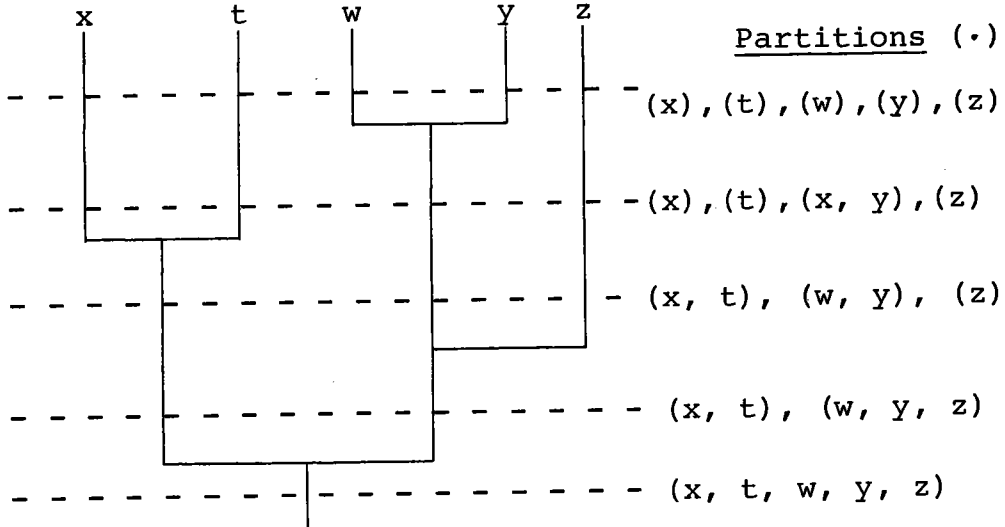 x t w y z
Partitions (·)
(x),(t),(w),(y),(z)
(x),(t),(x, y),(z)
(x, t), (w, y), (z)
(x, t), (w, y, z)
(x, t, w, y, z)